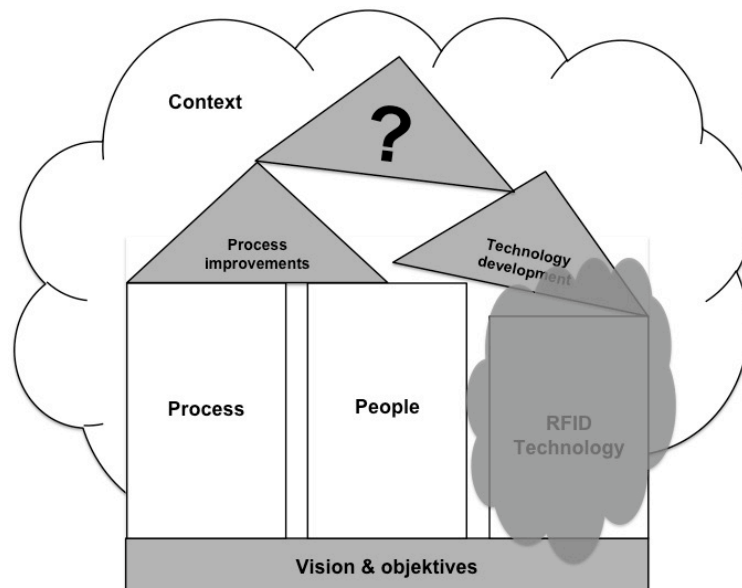 Context
?
Process
improvements
Technology
development
Process
People
RFID
Technology
Vision & objektives